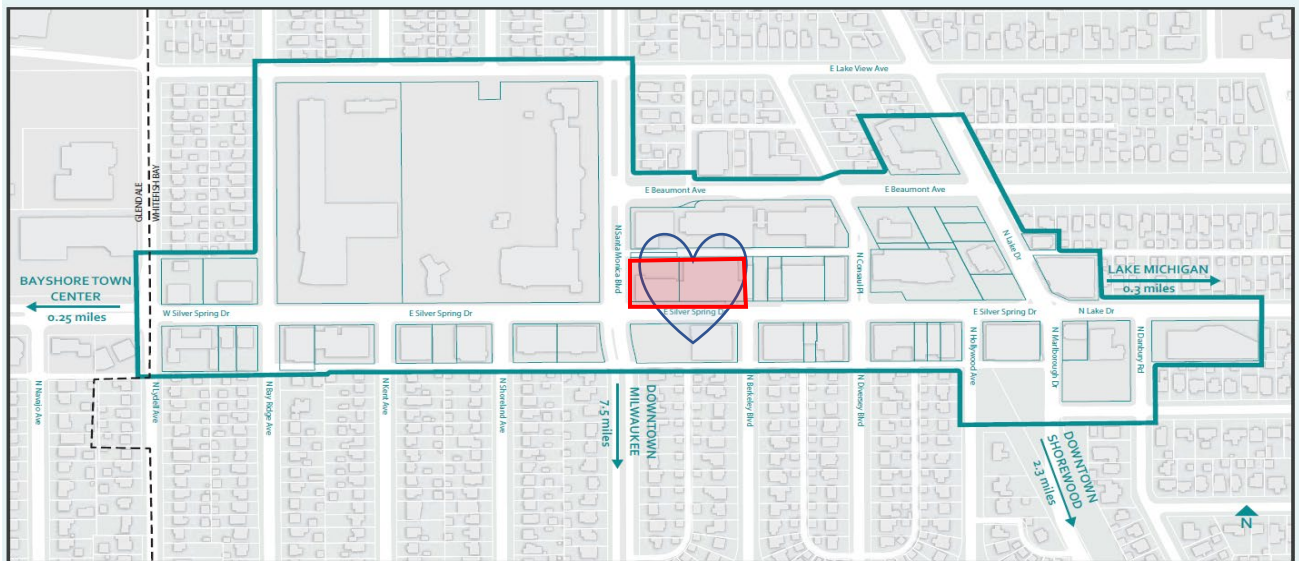 E Lake View Ave
GLENDALE
WHITEFISH BAY
E Beaumont Ave
E Beaumont Ave
N Santa Monica Blvd
N Consaul Pl
N Lake Dr
BAYSHORE TOWN
CENTER
0.25 miles
LAKE MICHIGAN
0.3 miles
W Silver Spring Dr
E Silver Spring Dr
E Silver Spring Dr
E Silver Spring Dr
N Lake Dr
N Navajo Ave
N Lydell Ave
N Bay Ridge Ave
N Kent Ave
N Shoreland Ave
DOWNTOWN
MILWAUKEE
7.5 miles
N Berkeley Blvd
N Diversey Blvd
N Hollywood Ave
N Marlborough Dr
N Danbury Rd
DOWNTOWN
SHOREWOOD
2.3 miles
N